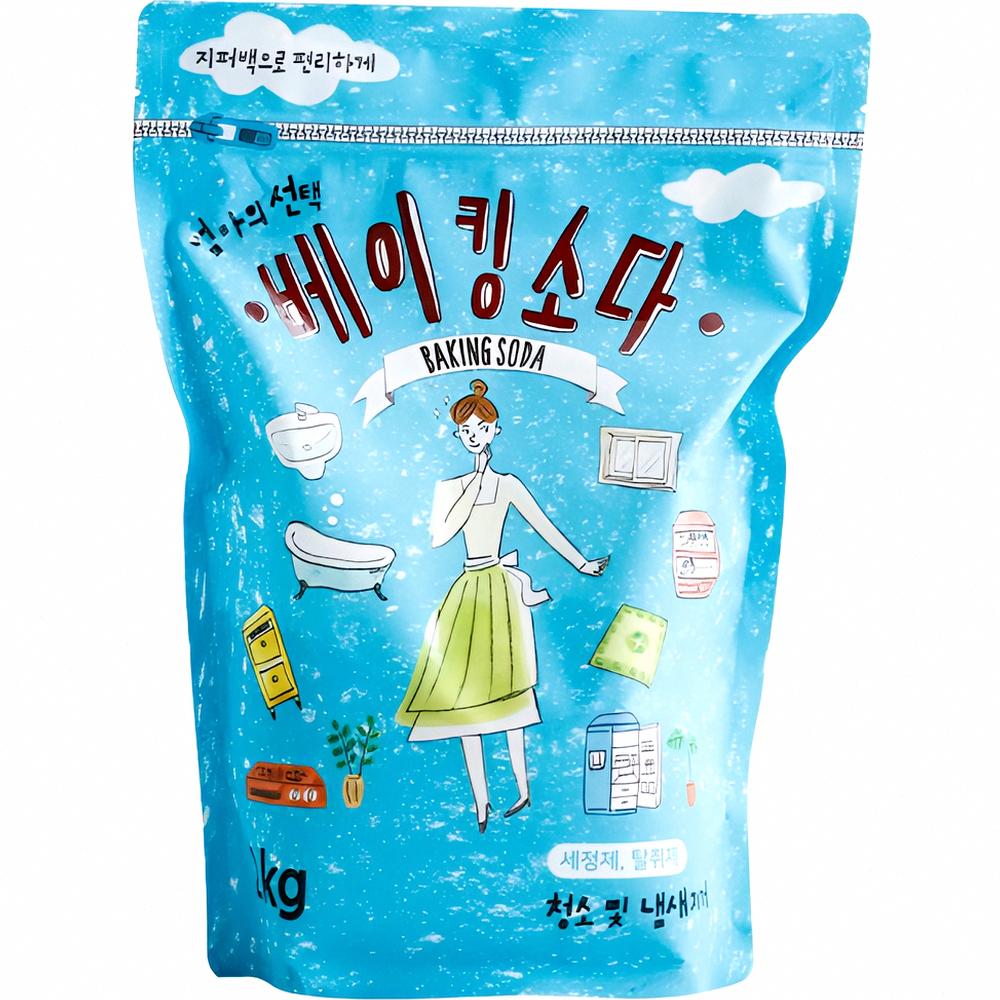 지퍼백으로 편리하게
엄마의 선택
베이킹소다
BAKING SODA
세정제, 탈취제
청소 및 냄새제거
kg